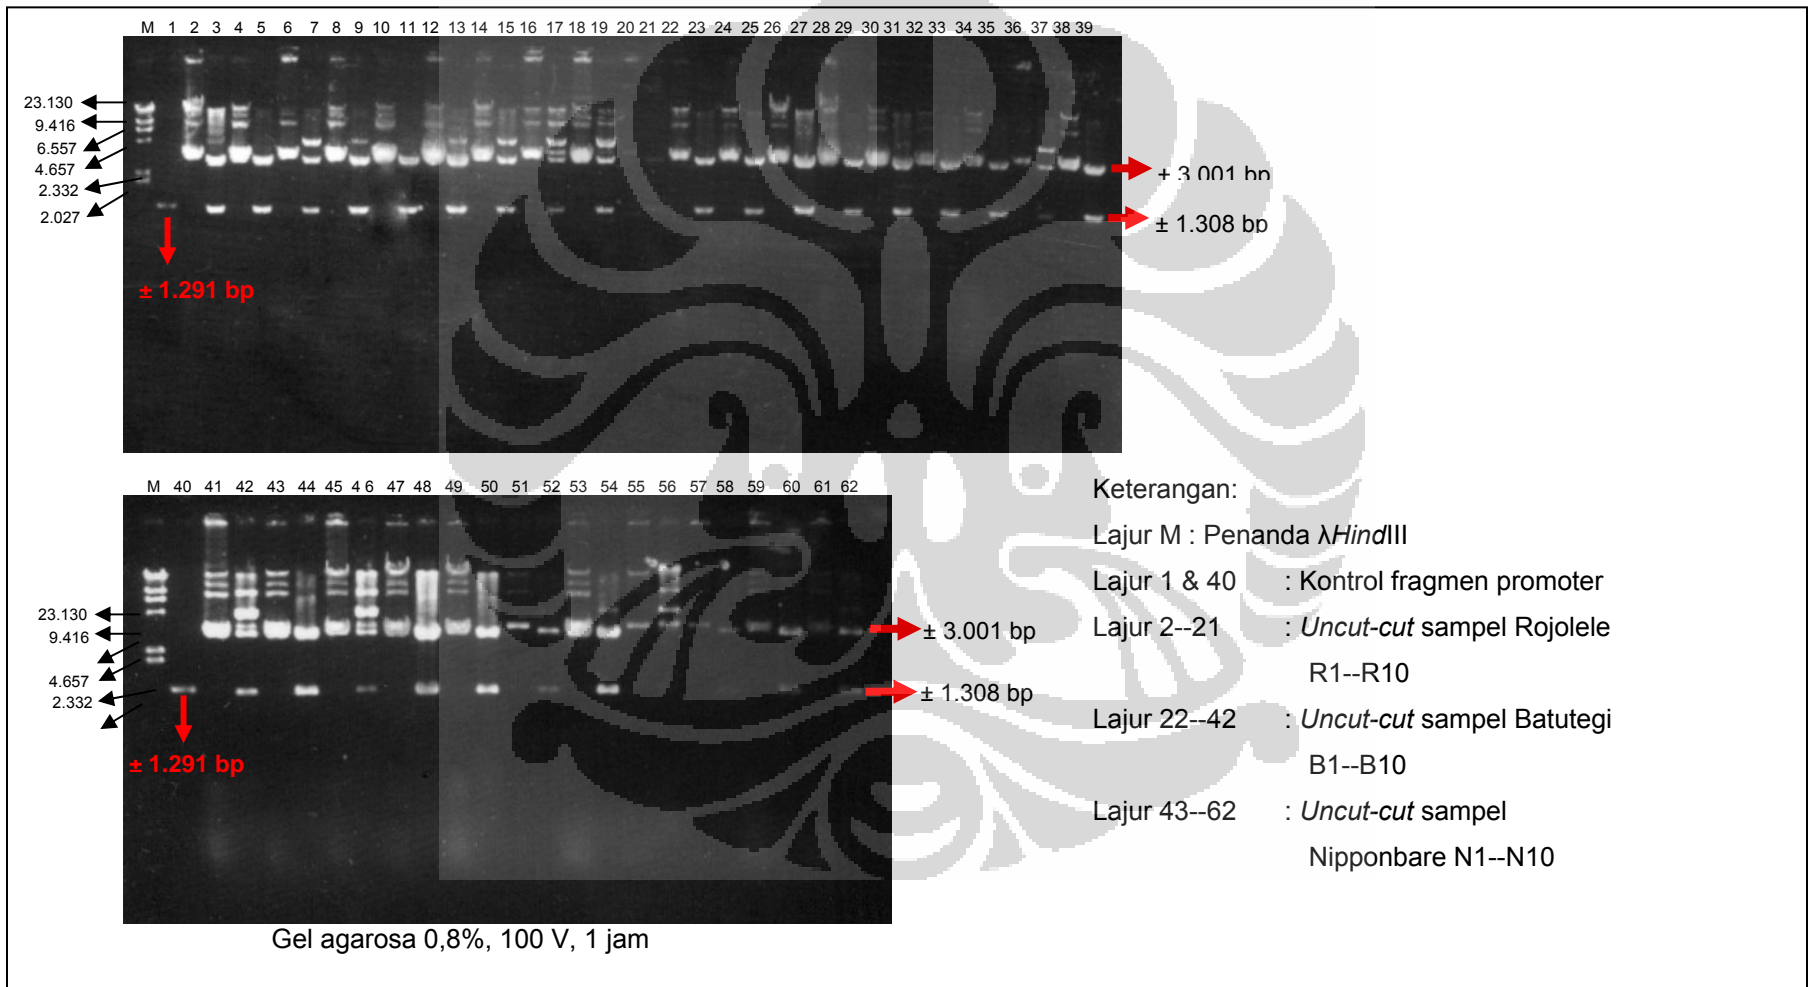 M 1 2 3 4 5 6 7 8 9 10 11 12 13 14 15 16 17 18 19 20 21 22 23 24 25 26 27 28 29 30 31 32 33 34 35 36 37 38 39
23.130
9.416
6.557
4.657
2.332
2.027
± 3.001 bp
± 1.308 bp
± 1.291 bp
M 40 41 42 43 44 45 4 6 47 48 49 50 51 52 53 54 55 56 57 58 59 60 61 62
23.130
9.416
4.657
2.332
± 3.001 bp
± 1.308 bp
± 1.291 bp
Gel agarosa 0,8%, 100 V, 1 jam
Keterangan:
Lajur M : Penanda λHindIII
Lajur 1 & 40 : Kontrol fragmen promoter
Lajur 2--21 : Uncut-cut sampel Rojolele
R1--R10
Lajur 22--42 : Uncut-cut sampel Batutegi
B1--B10
Lajur 43--62 : Uncut-cut sampel
Nipponbare N1--N10